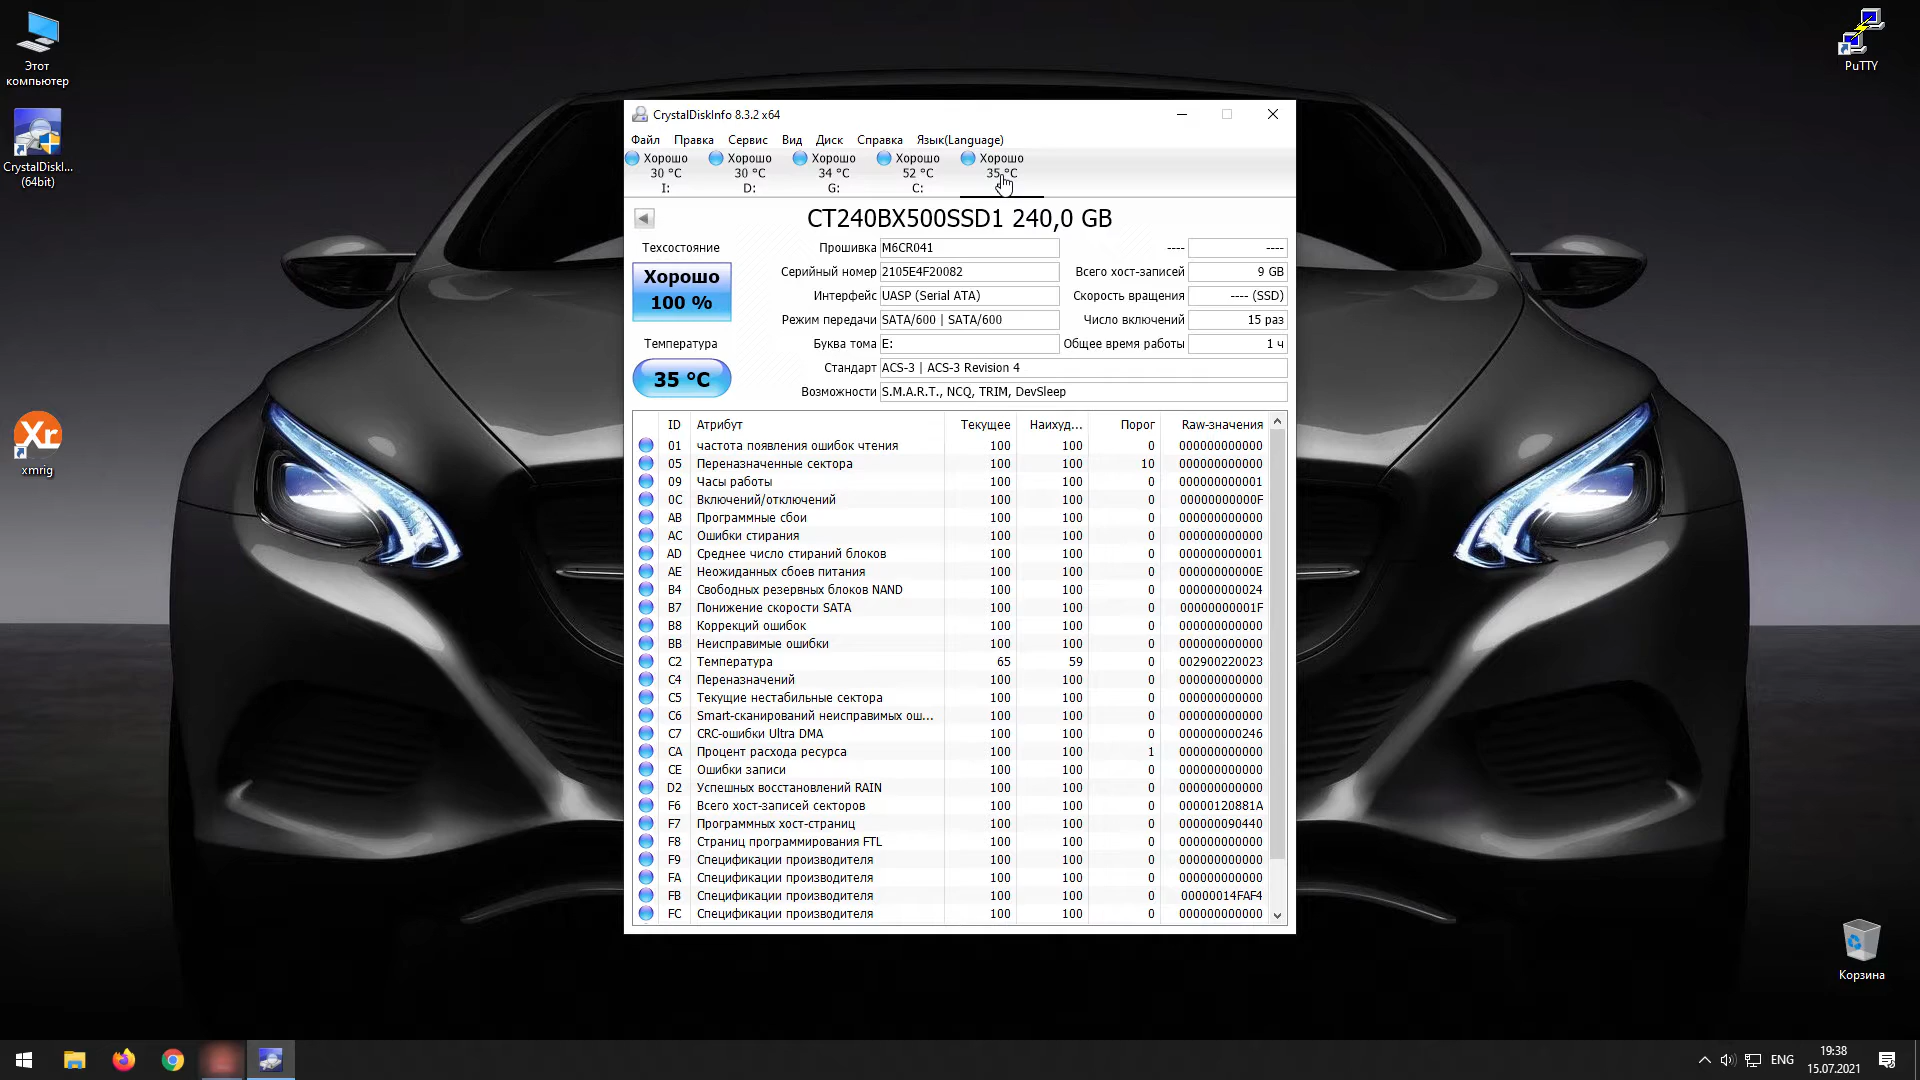 Этот
компьютер
CrystalDiskI...
(64bit)
xmrig
PuTTY
Корзина
CrystalDiskInfo 8.3.2 x64
Файл Правка Сервис Вид Диск Справка Язык(Language)
Хорошо Хорошо Хорошо Хорошо Хорошо
30 °C 30 °C 34 °C 52 °C 35 °C
I: D: G: C:
CT240BX500SSD1 240,0 GB
Техсостояние
Хорошо
100 %
Температура
35 °C
Прошивка M6CR041 ---- ----
Серийный номер 2105E4F20082 Всего хост-записей 9 GB
Интерфейс UASP (Serial ATA) Скорость вращения ---- (SSD)
Режим передачи SATA/600 | SATA/600 Число включений 15 раз
Буква тома E: Общее время работы 1 ч
Стандарт ACS-3 | ACS-3 Revision 4
Возможности S.M.A.R.T., NCQ, TRIM, DevSleep
ID Атрибут Текущее Наихуд... Порог Raw-значения
01 частота появления ошибок чтения 100 100 0 000000000000
05 Переназначенные сектора 100 100 10 000000000000
09 Часы работы 100 100 0 000000000001
0C Включений/отключений 100 100 0 00000000000F
AB Программные сбои 100 100 0 000000000000
AC Ошибки стирания 100 100 0 000000000000
AD Среднее число стираний блоков 100 100 0 000000000001
AE Неожиданных сбоев питания 100 100 0 00000000000E
B4 Свободных резервных блоков NAND 100 100 0 000000000024
B7 Понижение скорости SATA 100 100 0 00000000001F
B8 Коррекций ошибок 100 100 0 000000000000
BB Неисправимые ошибки 100 100 0 000000000000
C2 Температура 65 59 0 002900220023
C4 Переназначений 100 100 0 000000000000
C5 Текущие нестабильные сектора 100 100 0 000000000000
C6 Smart-сканирований неисправимых ош... 100 100 0 000000000000
C7 CRC-ошибки Ultra DMA 100 100 0 000000000246
CA Процент расхода ресурса 100 100 1 000000000000
CE Ошибки записи 100 100 0 000000000000
D2 Успешных восстановлений RAIN 100 100 0 000000000000
F6 Всего хост-записей секторов 100 100 0 00000120881A
F7 Программных хост-страниц 100 100 0 000000090440
F8 Страниц программирования FTL 100 100 0 000000000000
F9 Спецификации производителя 100 100 0 000000000000
FA Спецификации производителя 100 100 0 000000000000
FB Спецификации производителя 100 100 0 00000014FAF4
FC Спецификации производителя 100 100 0 000000000000
ENG
19:38
15.07.2021